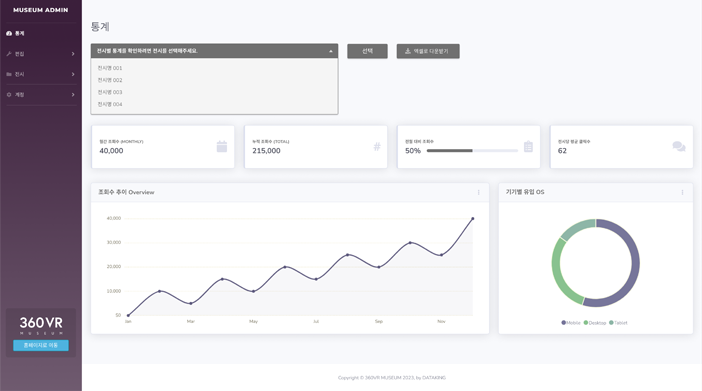 MUSEUM ADMIN
통계
편집
전시
계정
360VR
MUSEUM
홈페이지로 이동
통계
전시별 통계를 확인하려면 전시를 선택해주세요.
선택
엑셀로 다운받기
전시명 001
전시명 002
전시명 003
전시명 004
월간 조회수 (MONTHLY)
40,000
누적 조회수 (TOTAL)
215,000
#
전월 대비 조회수
50%
전시당 평균 클릭수
62
조회수 추이 Overview
40,000
30,000
20,000
10,000
$0
Jan
Mar
May
Jul
Sep
Nov
기기별 유입 OS
Mobile
Desktop
Tablet
Copyright © 360VR MUSEUM 2023, by DATAKING.